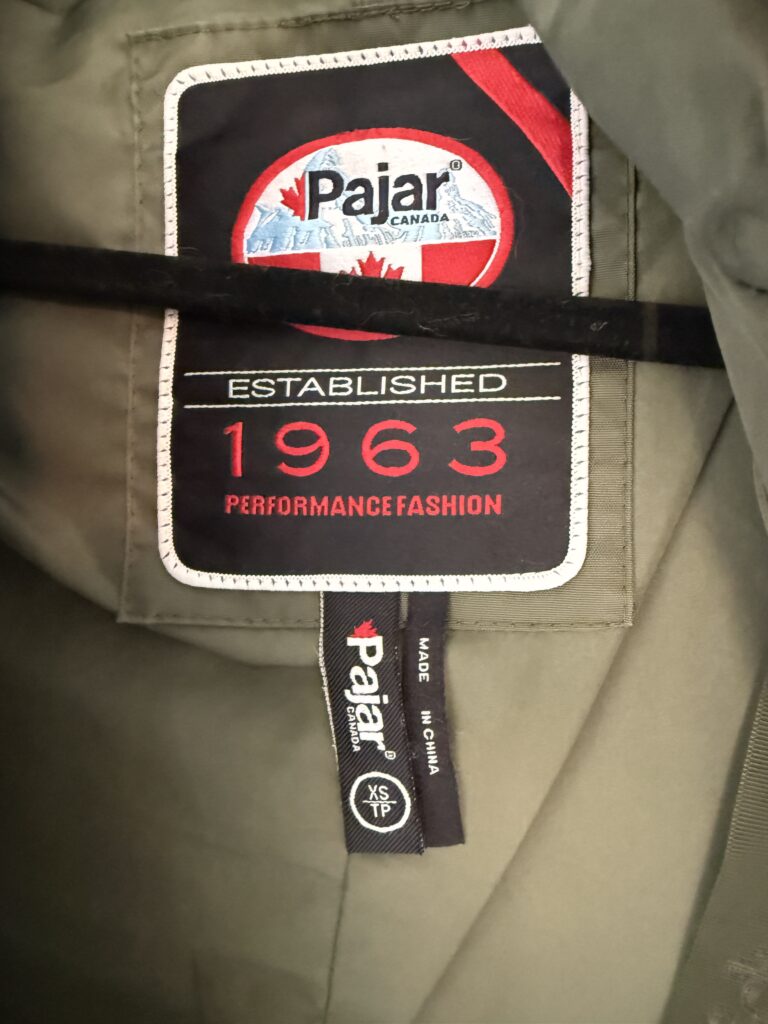 Pajar®
CANADA
ESTABLISHED
1963
PERFORMANCE FASHION
Pajar®
CANADA
XS
TP
MADE IN CHINA